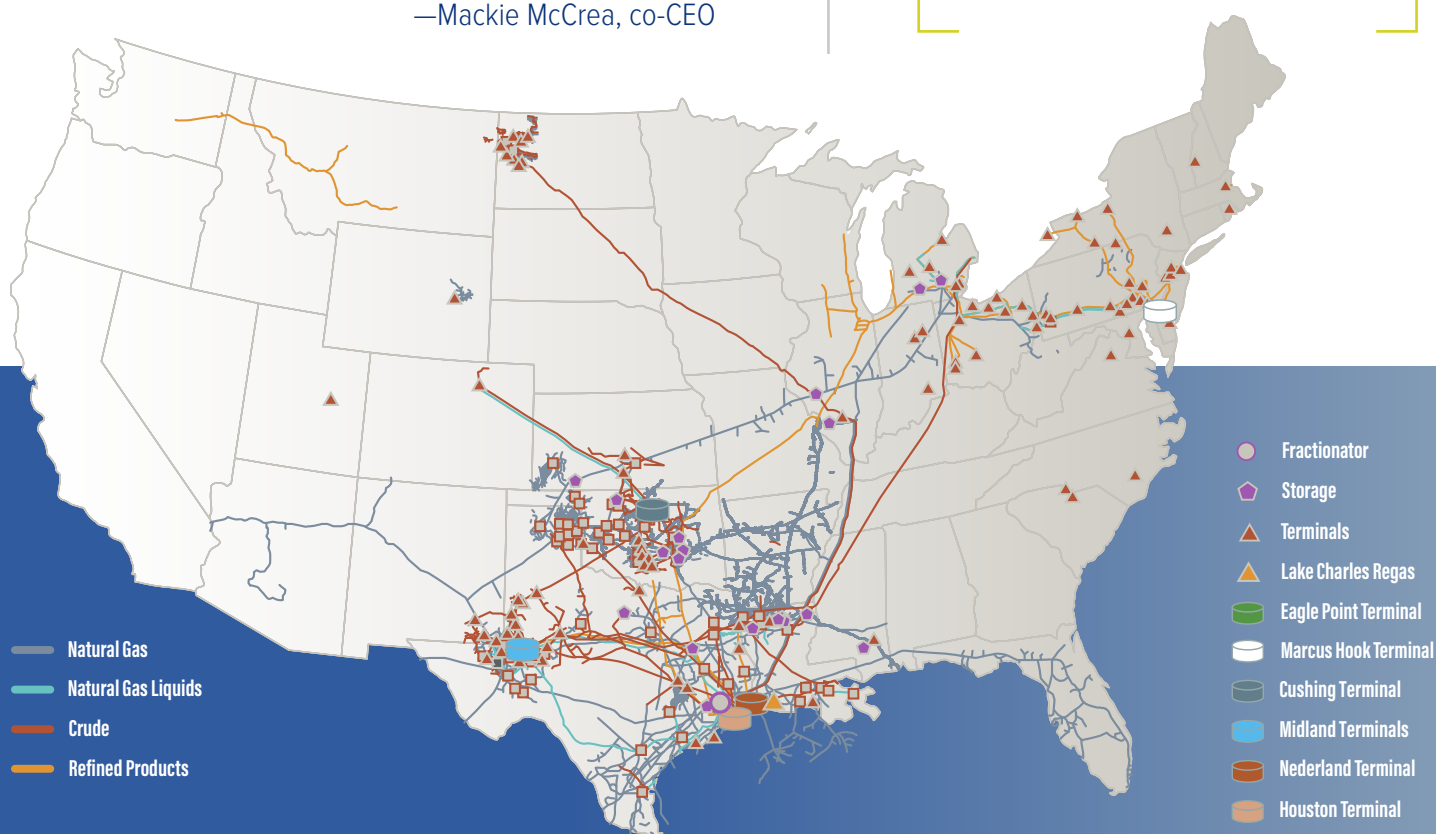 —Mackie McCrea, co-CEO
Natural Gas
Natural Gas Liquids
Crude
Refined Products
Fractionator
Storage
Terminals
Lake Charles Regas
Eagle Point Terminal
Marcus Hook Terminal
Cushing Terminal
Midland Terminals
Nederland Terminal
Houston Terminal